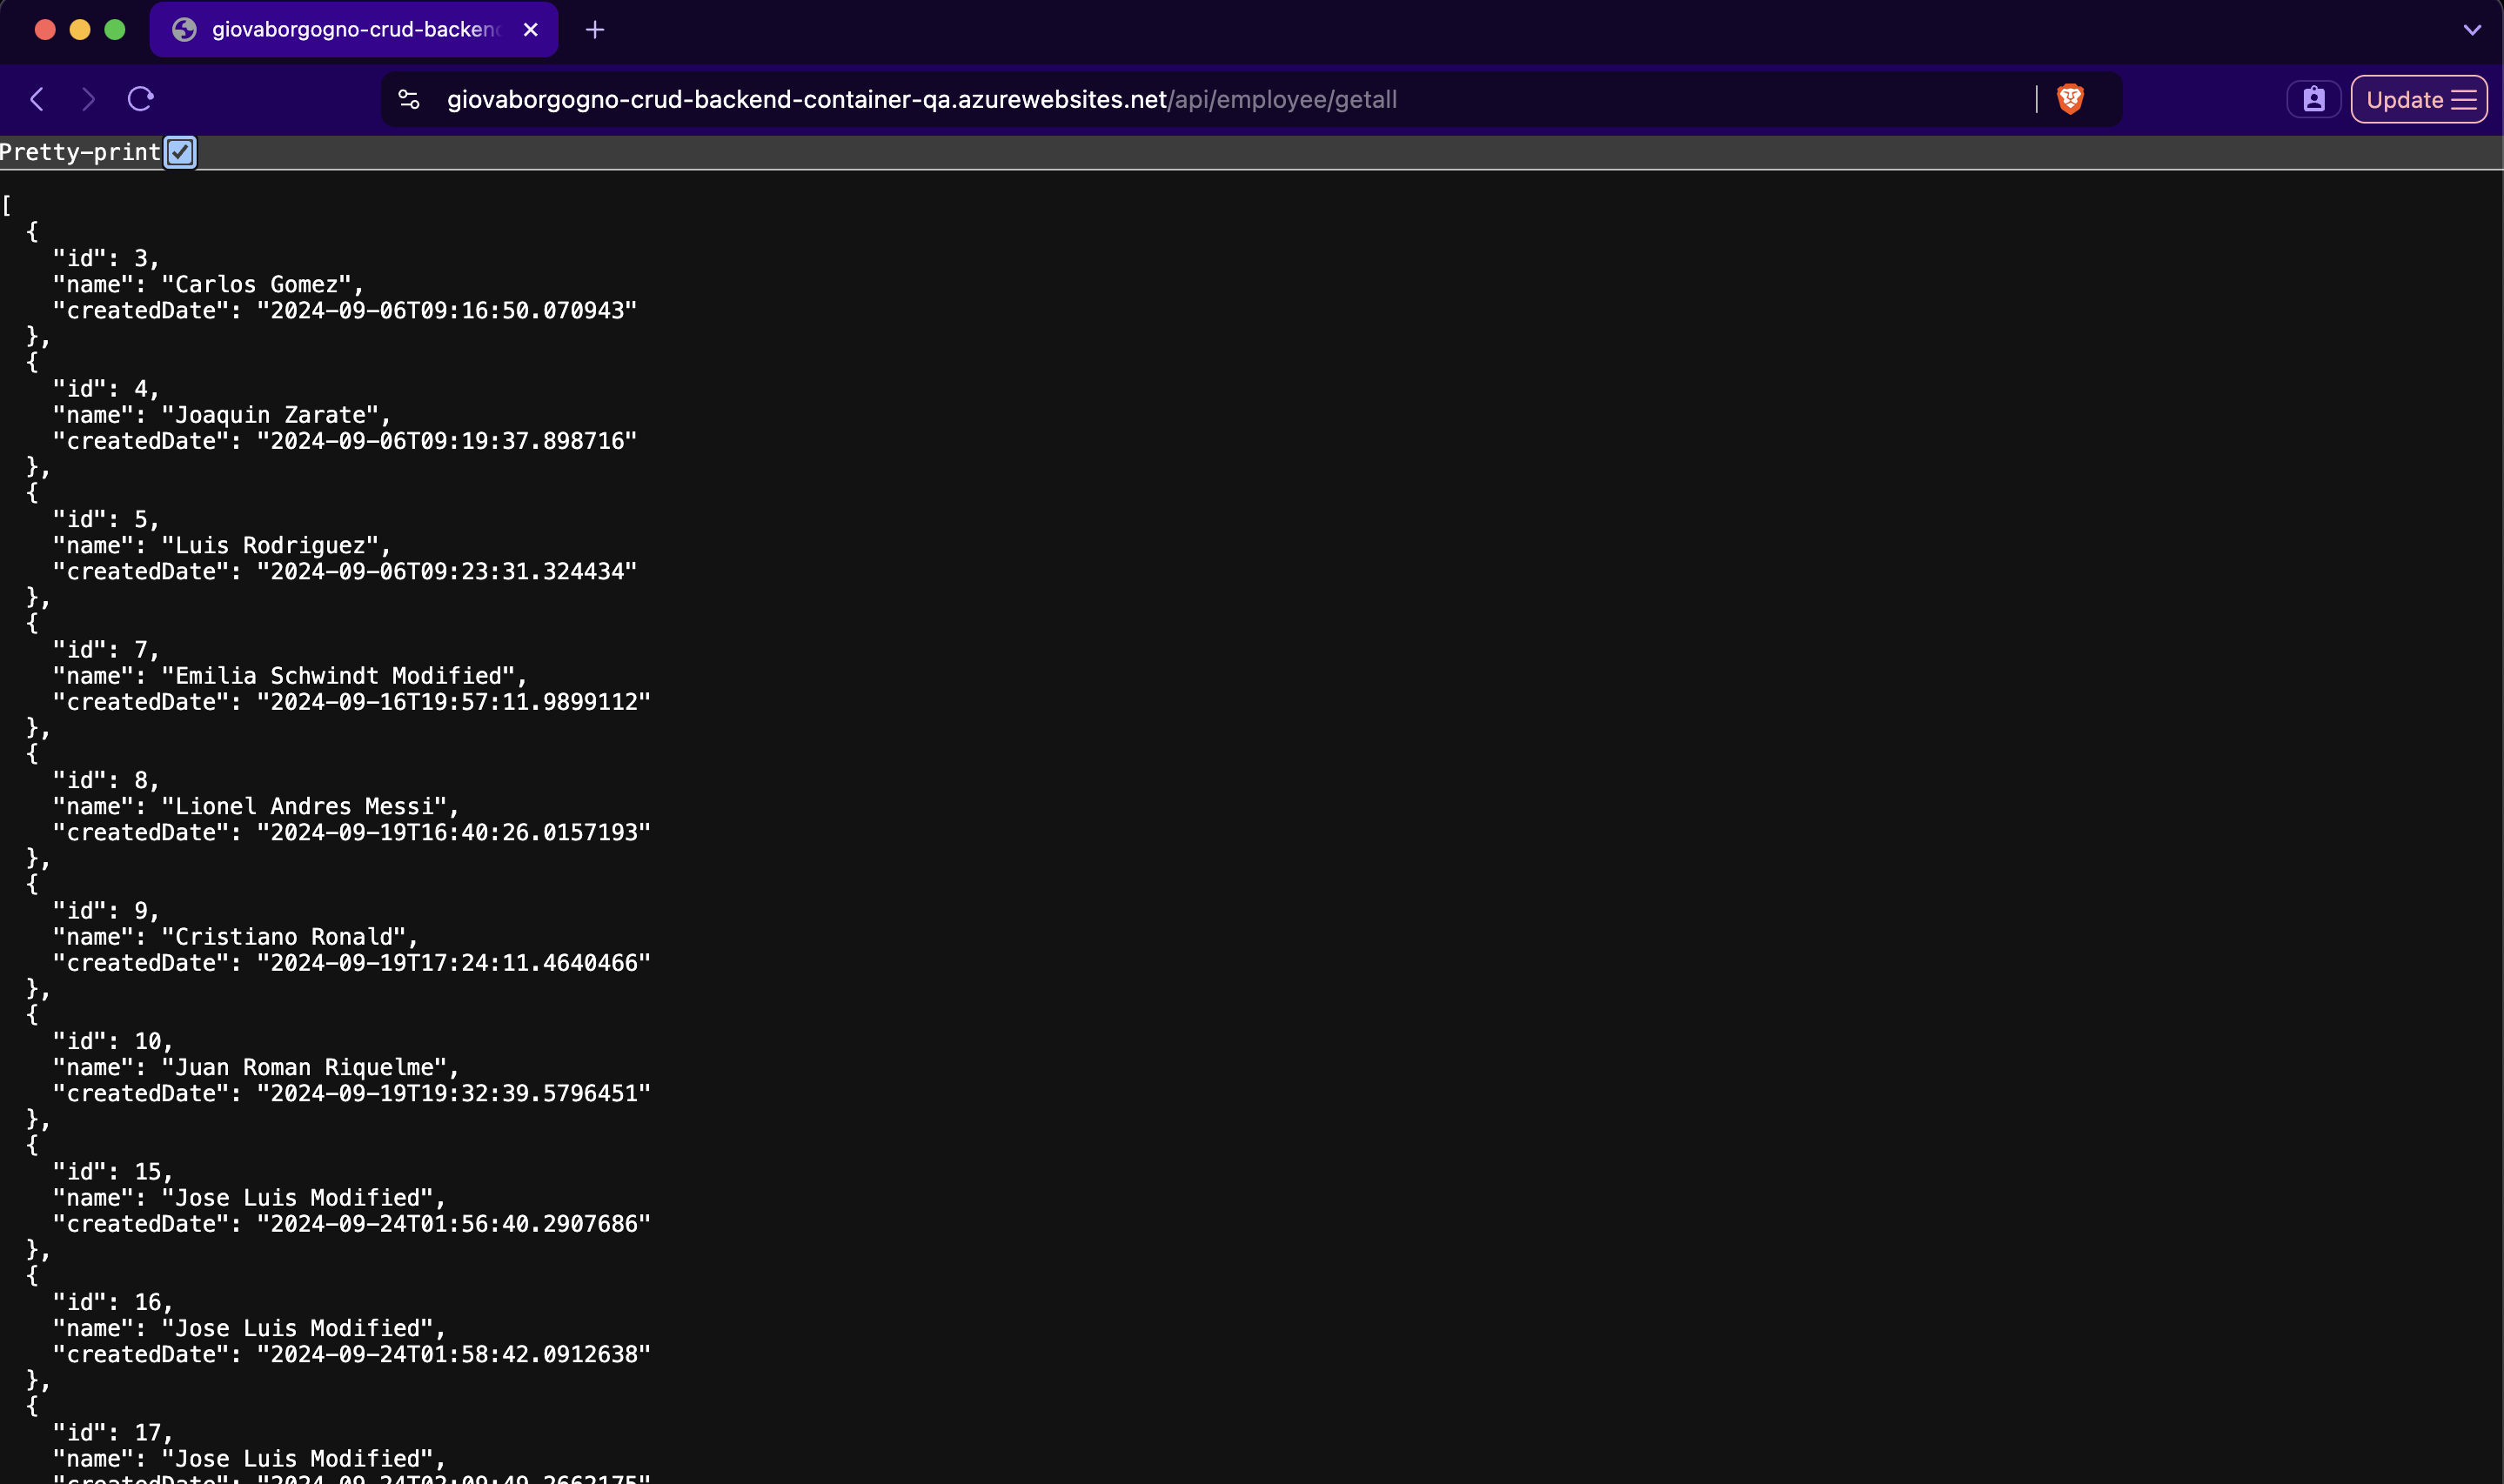 giovaborgogno-crud-backend
giovaborgogno-crud-backend-container-qa.azurewebsites.net/api/employee/getall
Update
Pretty-print
[
  {
    "id": 3,
    "name": "Carlos Gomez",
    "createdDate": "2024-09-06T09:16:50.070943"
  },
  {
    "id": 4,
    "name": "Joaquin Zarate",
    "createdDate": "2024-09-06T09:19:37.898716"
  },
  {
    "id": 5,
    "name": "Luis Rodriguez",
    "createdDate": "2024-09-06T09:23:31.324434"
  },
  {
    "id": 7,
    "name": "Emilia Schwindt Modified",
    "createdDate": "2024-09-16T19:57:11.9899112"
  },
  {
    "id": 8,
    "name": "Lionel Andres Messi",
    "createdDate": "2024-09-19T16:40:26.0157193"
  },
  {
    "id": 9,
    "name": "Cristiano Ronald",
    "createdDate": "2024-09-19T17:24:11.4640466"
  },
  {
    "id": 10,
    "name": "Juan Roman Riquelme",
    "createdDate": "2024-09-19T19:32:39.5796451"
  },
  {
    "id": 15,
    "name": "Jose Luis Modified",
    "createdDate": "2024-09-24T01:56:40.2907686"
  },
  {
    "id": 16,
    "name": "Jose Luis Modified",
    "createdDate": "2024-09-24T01:58:42.0912638"
  },
  {
    "id": 17,
    "name": "Jose Luis Modified",
    "createdDate": "2024-09-24T02:09:49.2662175"